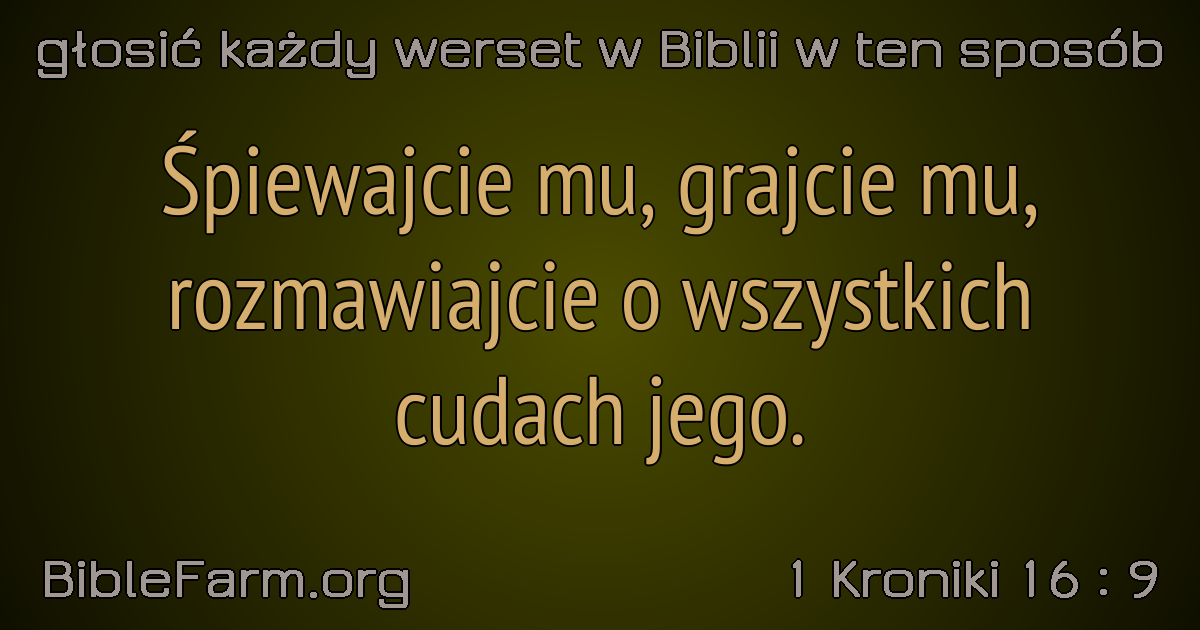 głosić każdy werset w Biblii w ten sposób
Śpiewajcie mu, grajcie mu,
rozmawiajcie o wszystkich
cudach jego.
BibleFarm.org
1 Kroniki 16 : 9